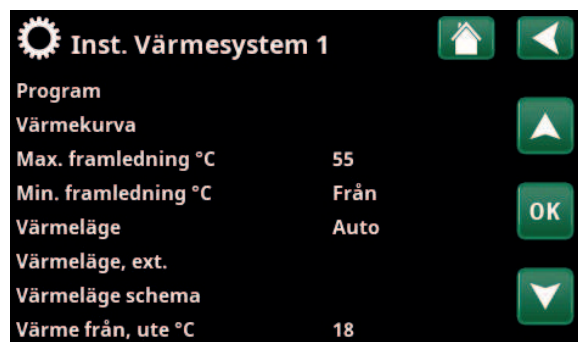 Inst. Värmesystem 1
Program
Värmekurva
Max. framledning °C 55
Min. framledning °C Från
Värmeläge Auto
OK
Värmeläge, ext.
Värmeläge schema
Värme från, ute °C 18